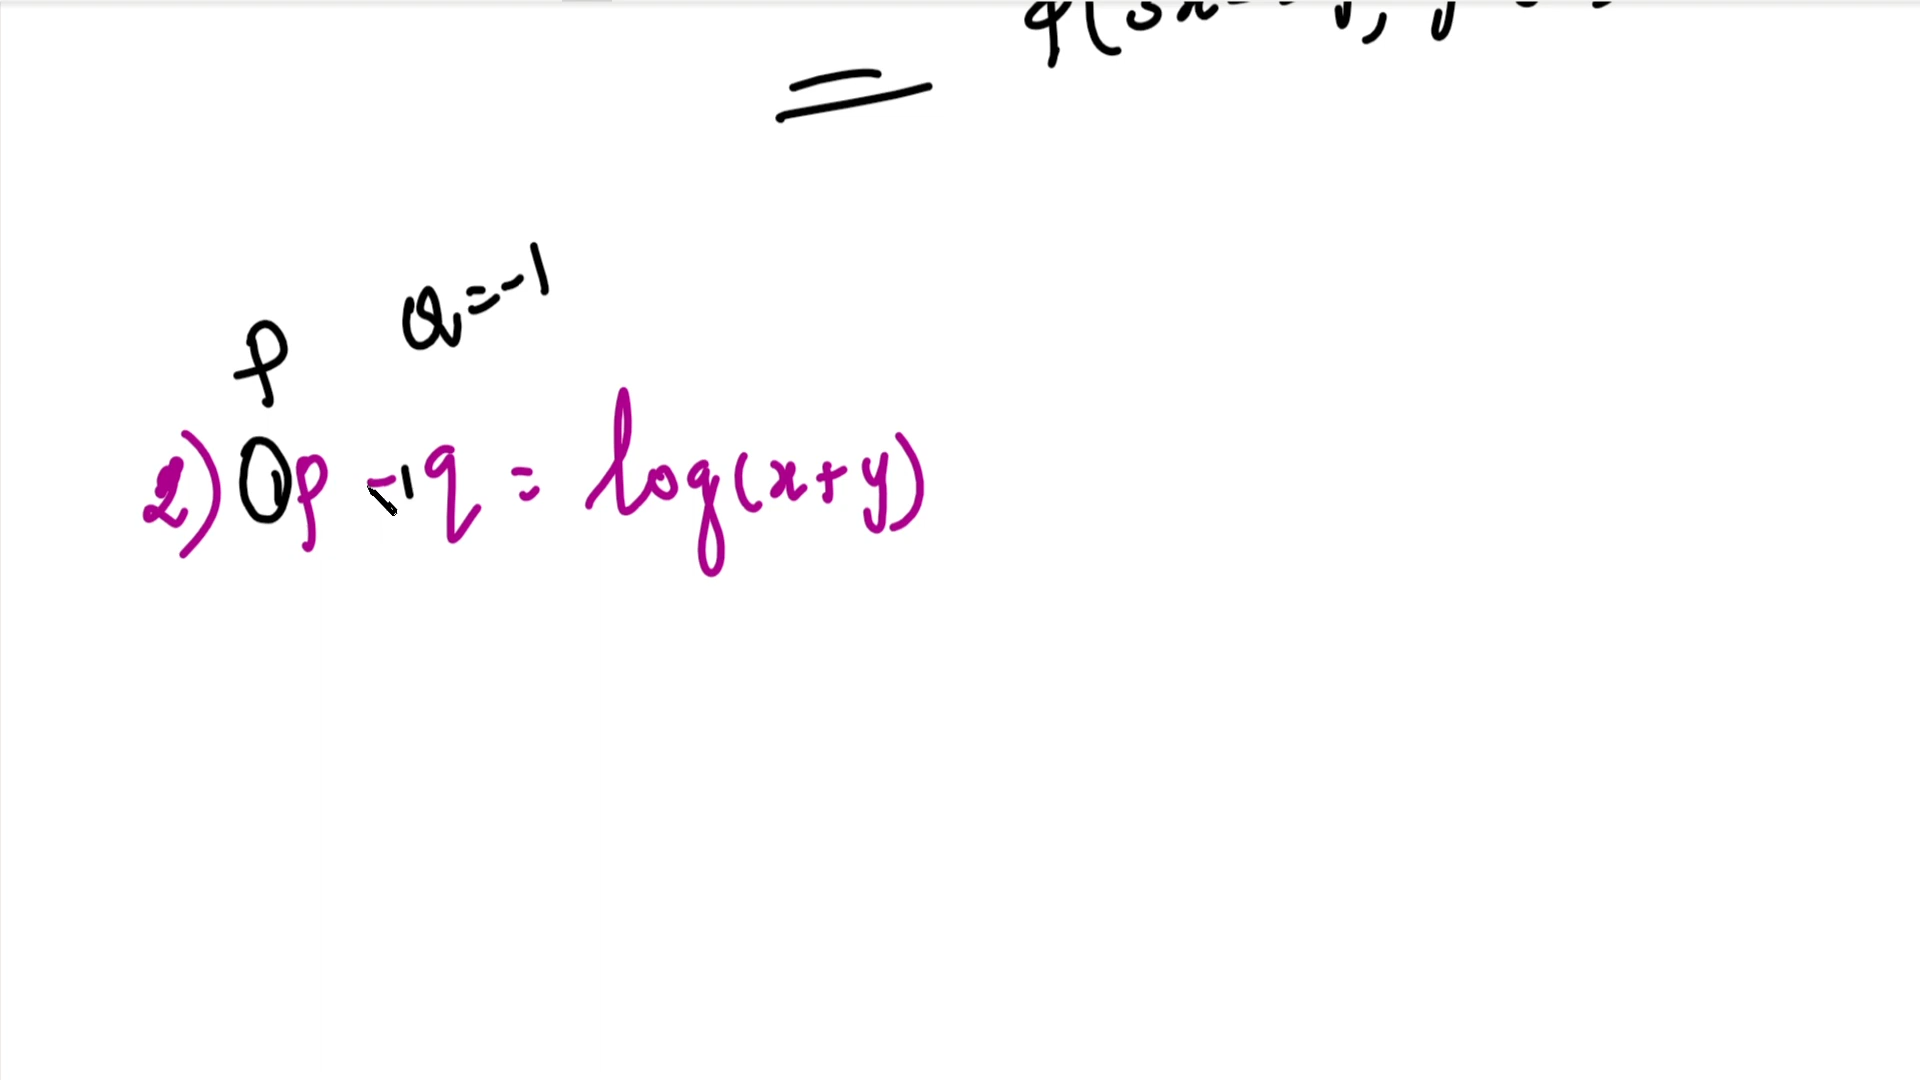 Q=-1
P
2) 1p -1q = log(x+y)